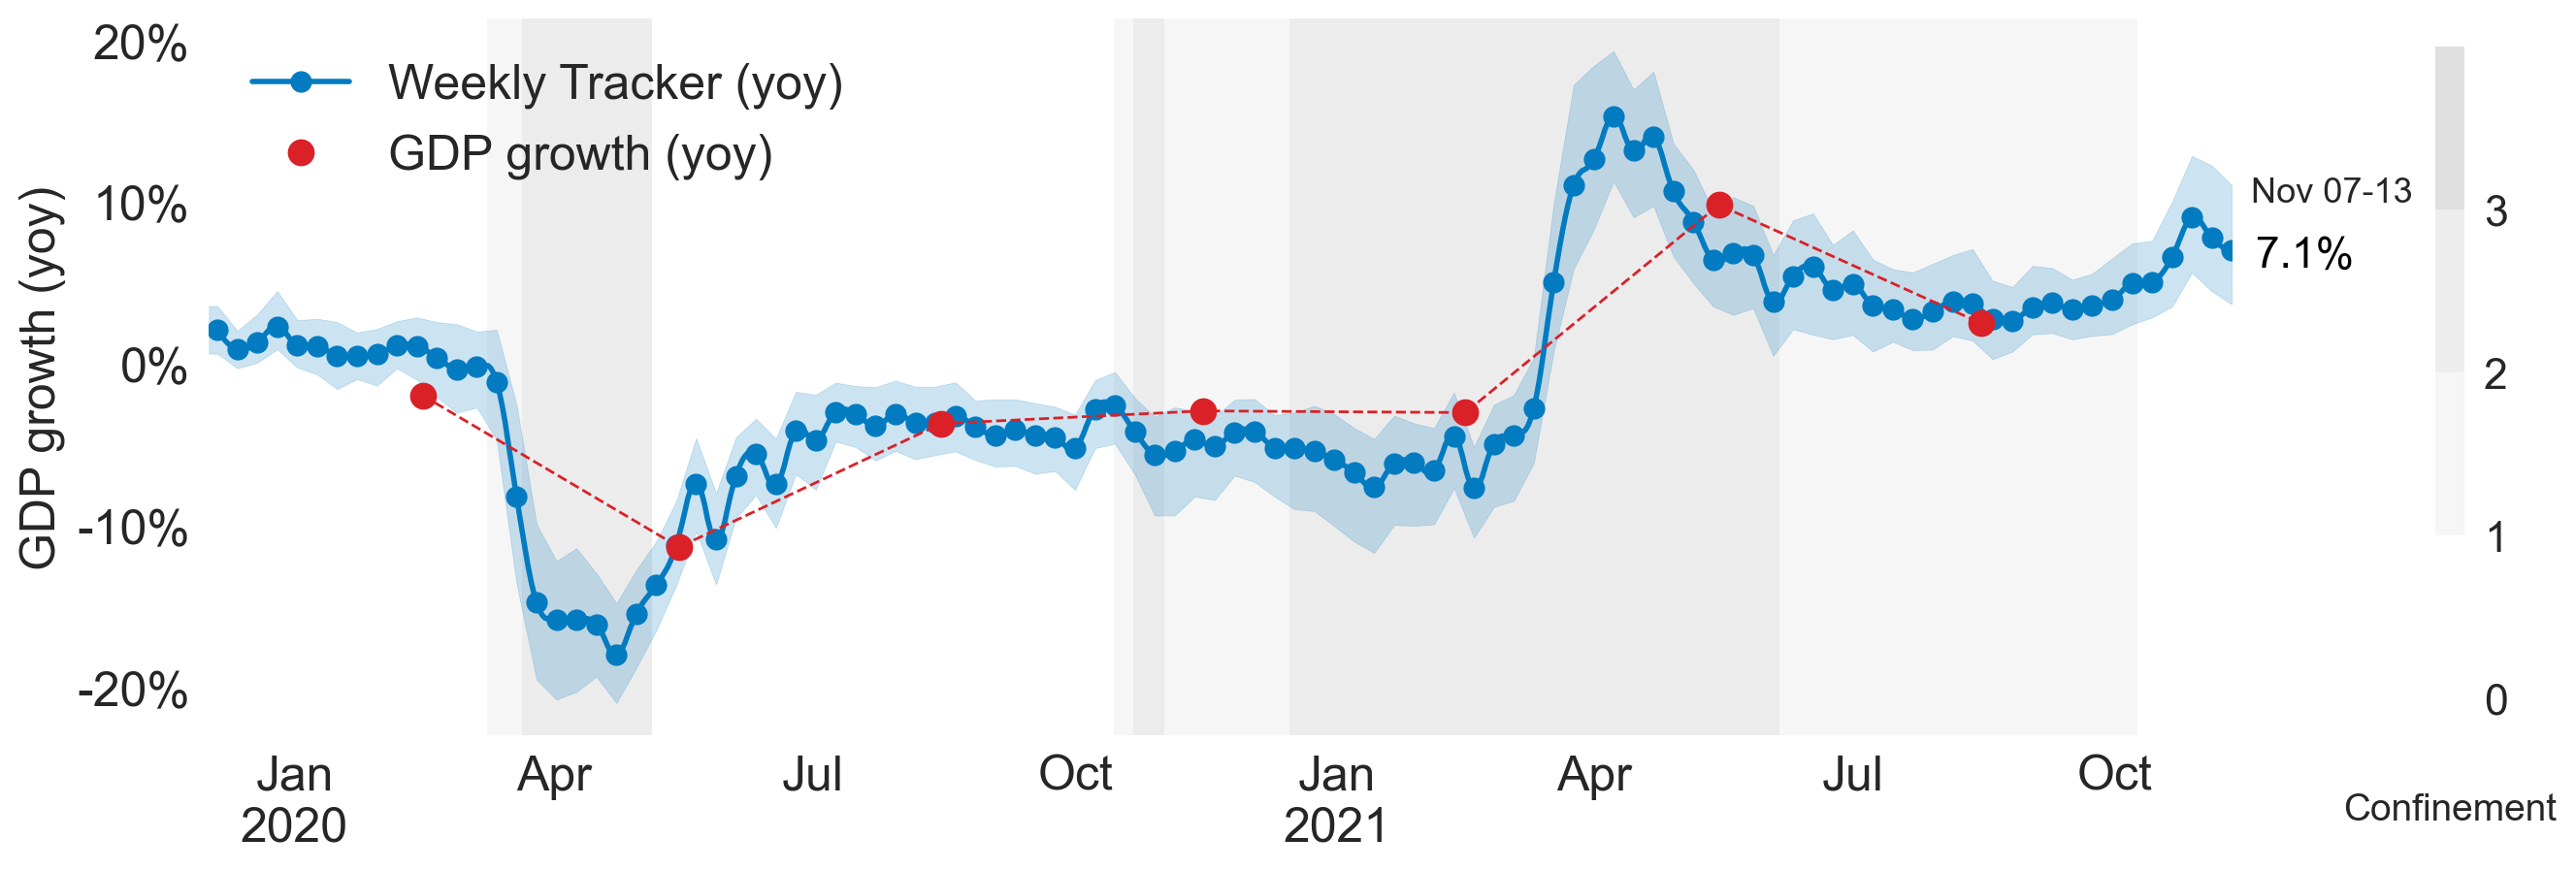 20%
10%
0%
-10%
-20%
GDP growth (yoy)
Weekly Tracker (yoy)
GDP growth (yoy)
Nov 07-13
7.1%
3
2
1
0
Confinement
Jan Apr Jul Oct Jan Apr Jul Oct
2020 2021